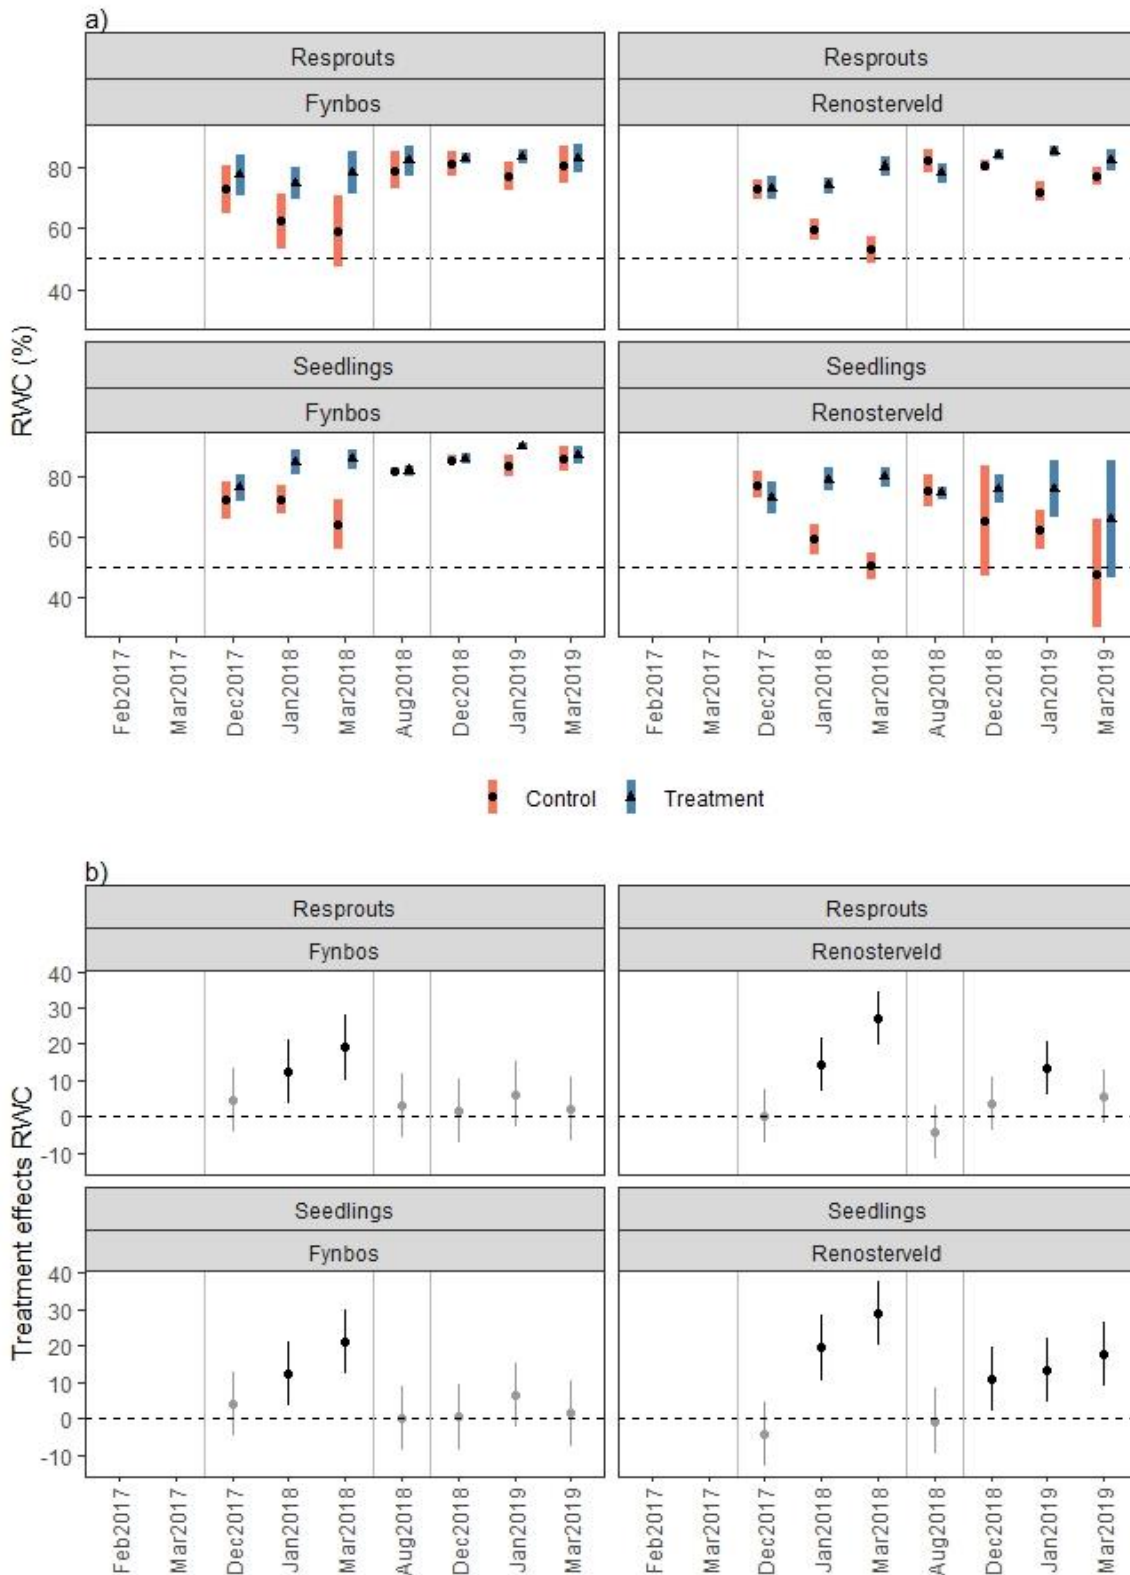 a)
Resprouts
Resprouts
Fynbos
Renosterveld
80
60
40
Seedlings
Seedlings
Fynbos
Renosterveld
80
60
40
RWC (%)
Feb2017
Mar2017
Dec2017
Jan2018
Mar2018
Aug2018
Dec2018
Jan2019
Mar2019
Feb2017
Mar2017
Dec2017
Jan2018
Mar2018
Aug2018
Dec2018
Jan2019
Mar2019
Control
Treatment
b)
Resprouts
Resprouts
Fynbos
Renosterveld
40
30
20
10
0
-10
Seedlings
Seedlings
Fynbos
Renosterveld
40
30
20
10
0
-10
Treatment effects RWC
Feb2017
Mar2017
Dec2017
Jan2018
Mar2018
Aug2018
Dec2018
Jan2019
Mar2019
Feb2017
Mar2017
Dec2017
Jan2018
Mar2018
Aug2018
Dec2018
Jan2019
Mar2019